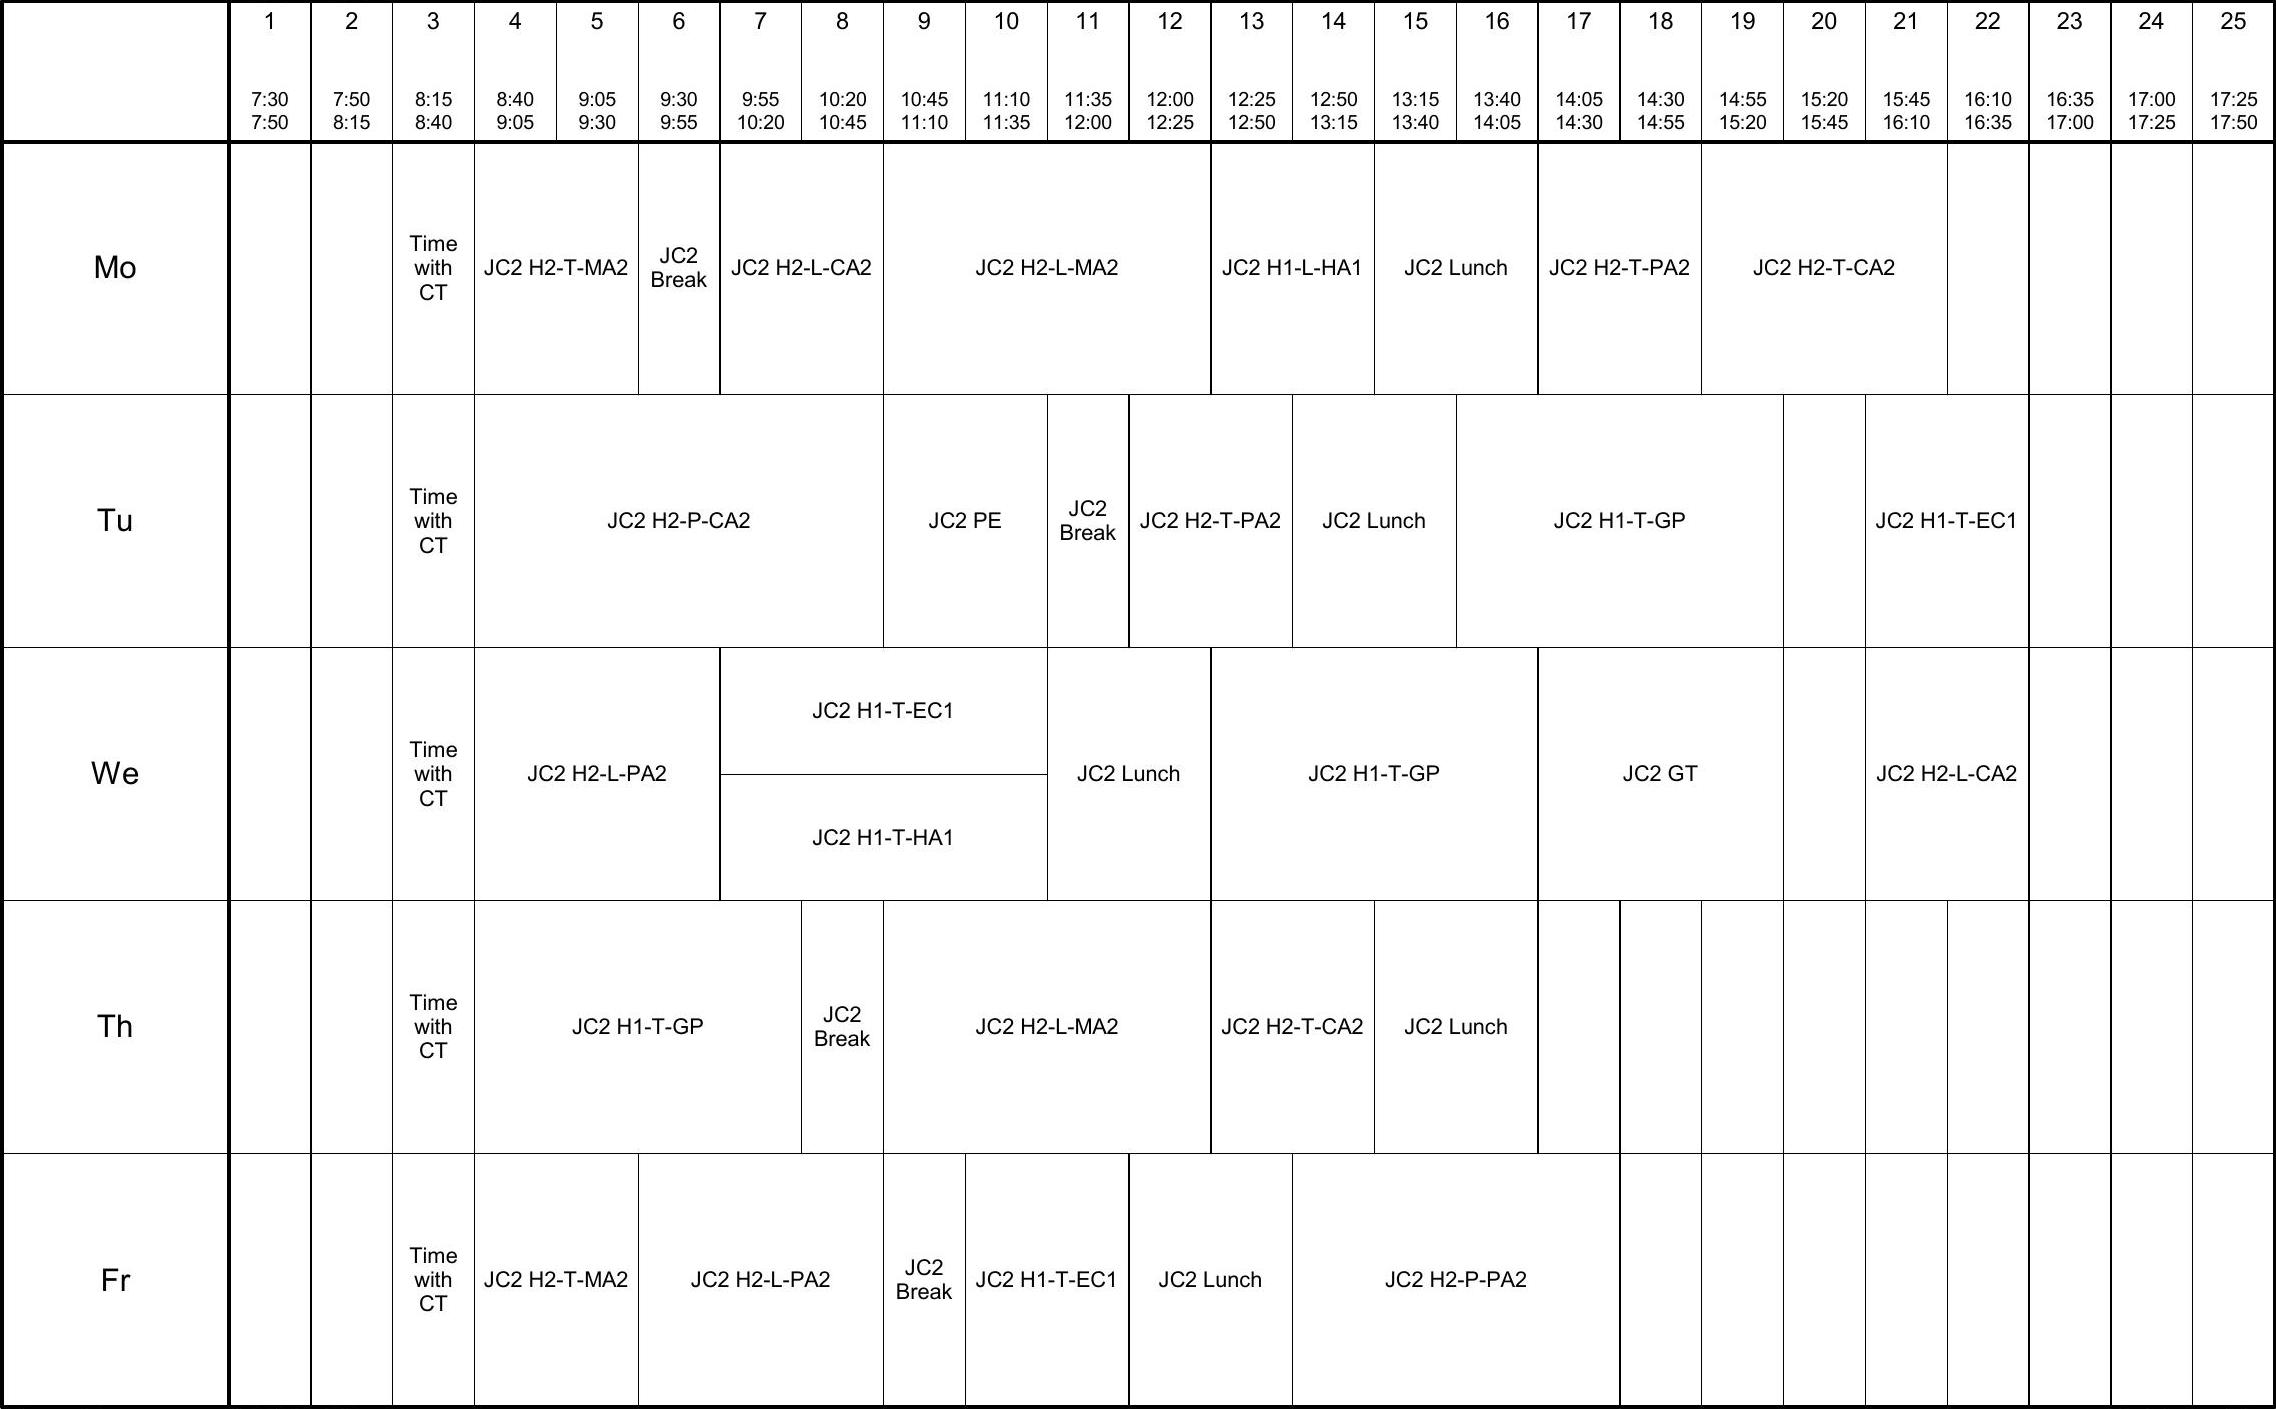 1 2 3 4 5 6 7 8 9 10 11 12 13 14 15 16 17 18 19 20 21 22 23 24 25
7:30 7:50 8:15 8:40 9:05 9:30 9:55 10:20 10:45 11:10 11:35 12:00 12:25 12:50 13:15 13:40 14:05 14:30 14:55 15:20 15:45 16:10 16:35 17:00 17:25
7:50 8:15 8:40 9:05 9:30 9:55 10:20 10:45 11:10 11:35 12:00 12:25 12:50 13:15 13:40 14:05 14:30 14:55 15:20 15:45 16:10 16:35 17:00 17:25 17:50
Mo
Time
with
CT
JC2 H2-T-MA2
JC2
Break
JC2 H2-L-CA2
JC2 H2-L-MA2
JC2 H1-L-HA1
JC2 Lunch
JC2 H2-T-PA2
JC2 H2-T-CA2
Tu
Time
with
CT
JC2 H2-P-CA2
JC2 PE
JC2
Break
JC2 H2-T-PA2
JC2 Lunch
JC2 H1-T-GP
JC2 H1-T-EC1
We
Time
with
CT
JC2 H2-L-PA2
JC2 H1-T-EC1
JC2 H1-T-HA1
JC2 Lunch
JC2 H1-T-GP
JC2 GT
JC2 H2-L-CA2
Th
Time
with
CT
JC2 H1-T-GP
JC2
Break
JC2 H2-L-MA2
JC2 H2-T-CA2
JC2 Lunch
Fr
Time
with
CT
JC2 H2-T-MA2
JC2 H2-L-PA2
JC2
Break
JC2 H1-T-EC1
JC2 Lunch
JC2 H2-P-PA2